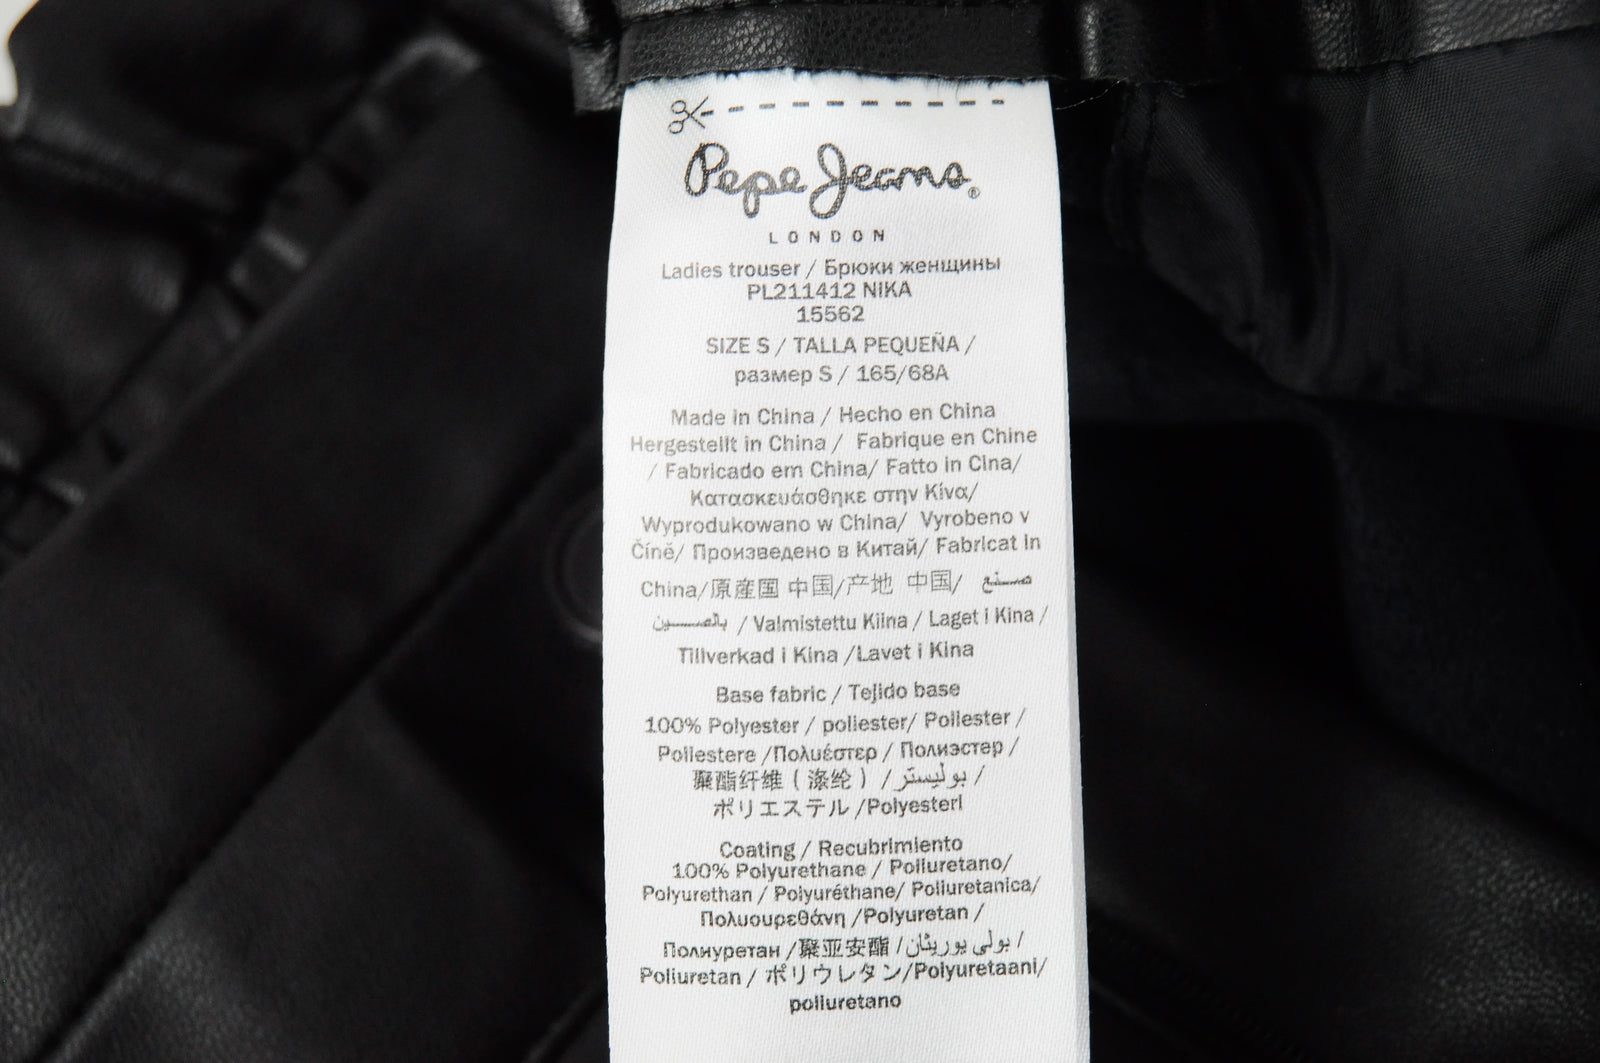 Pepe Jeans®
LONDON
Ladies trouser / Брюки женщины
PL211412 NIKA
15562
SIZE S / TALLA PEQUEÑA /
размер S / 165/68A
Made in China / Hecho en China
Hergestellt in China / Fabrique en Chine
/ Fabricado em China/ Fatto in Cina/
Κατασκευάσθηκε στην Κίνα/
Wyprodukowano w China/ Vyrobeno v
Číně/ Произведено в Китай/ Fabricat in
China/原産国 中国/产地 中国/ صنع
بالصين / Valmistettu Kiina / Laget i Kina /
Tillverkad i Kina /Lavet i Kina
Base fabric / Tejido base
100% Polyester / poliester/ Poliester /
Poliestere /Πολυέστερ / Полиэстер /
聚酯纤维 (涤纶) / بوليستر /
ポリエステル /Polyesteri
Coating / Recubrimiento
100% Polyurethane / Poliuretano/
Polyurethan / Polyuréthane/ Poliuretanica/
Πολυουρεθάνη /Polyuretan /
Полиуретан /聚亚安酯 / بولي يوريثان /
Poliuretan / ポリウレタン/Polyuretaani/
poliuretano